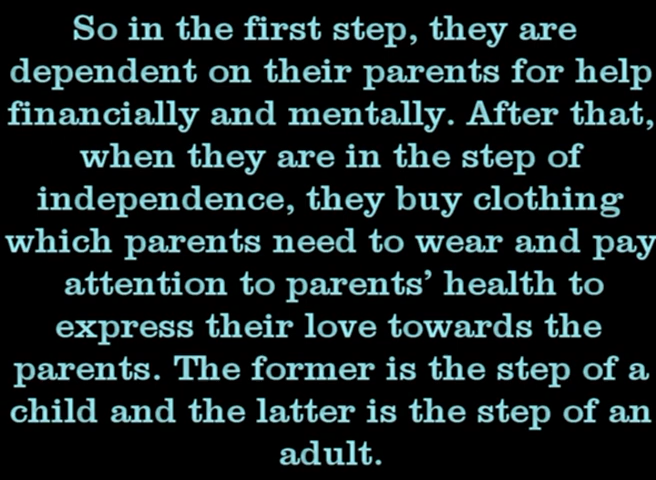 So in the first step, they are
dependent on their parents for help
financially and mentally. After that,
when they are in the step of
independence, they buy clothing
which parents need to wear and pay
attention to parents’ health to
express their love towards the
parents. The former is the step of a
child and the latter is the step of an
adult.